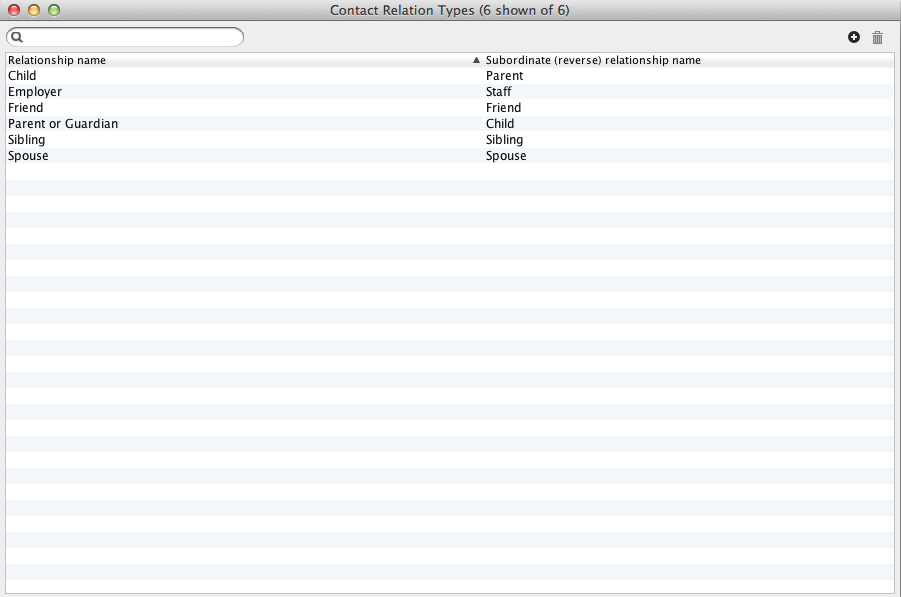 Contact Relation Types (6 shown of 6)
Relationship name Subordinate (reverse) relationship name
Child Parent
Employer Staff
Friend Friend
Parent or Guardian Child
Sibling Sibling
Spouse Spouse